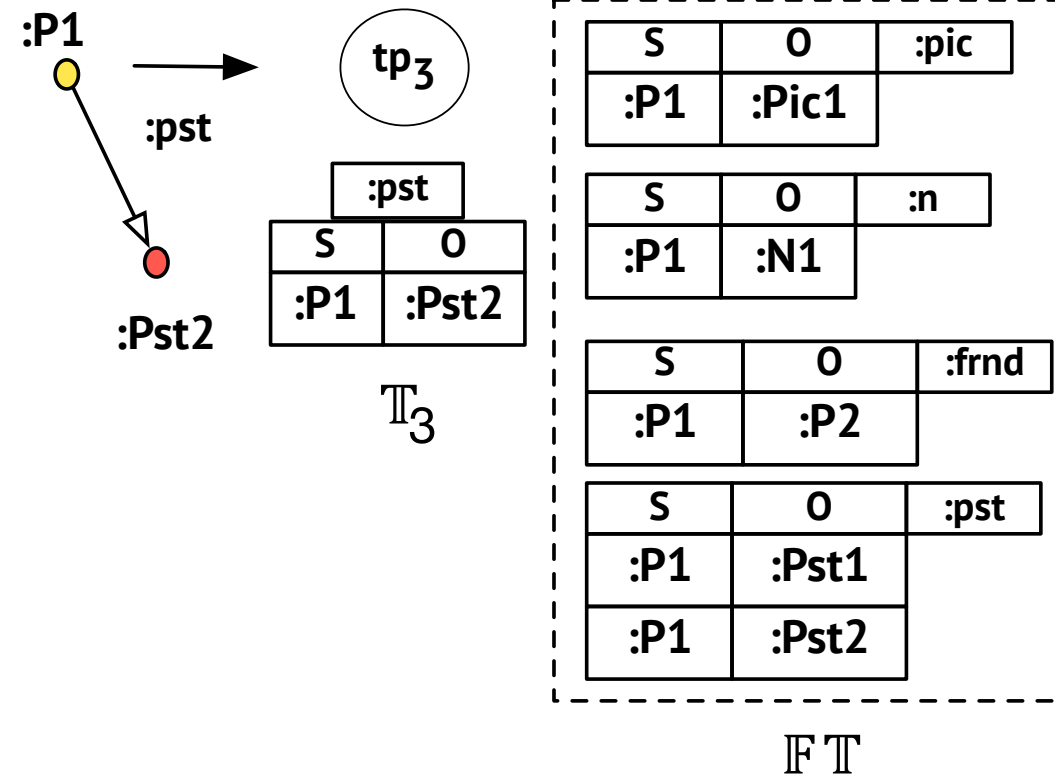 :P1
:pst
:Pst2
tp3
:pst
S O
:P1 :Pst2
𝕋3
S O :pic
:P1 :Pic1
S O :n
:P1 :N1
S O :frnd
:P1 :P2
S O :pst
:P1 :Pst1
:P1 :Pst2
𝔽𝕋